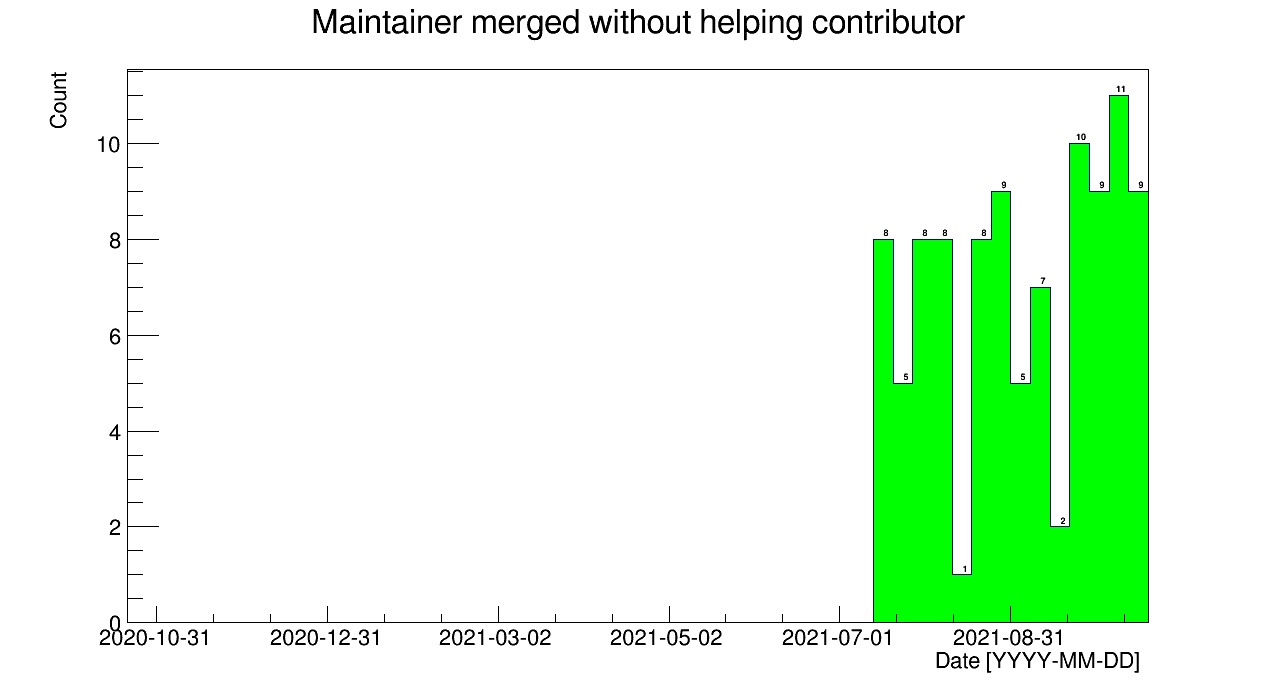 Maintainer merged without helping contributor
Count
10
8
6
4
2
0
8 5 8 8 1 8 9 5 7 2 10 9 11 9
2020-10-31 2020-12-31 2021-03-02 2021-05-02 2021-07-01 2021-08-31
Date [YYYY-MM-DD]